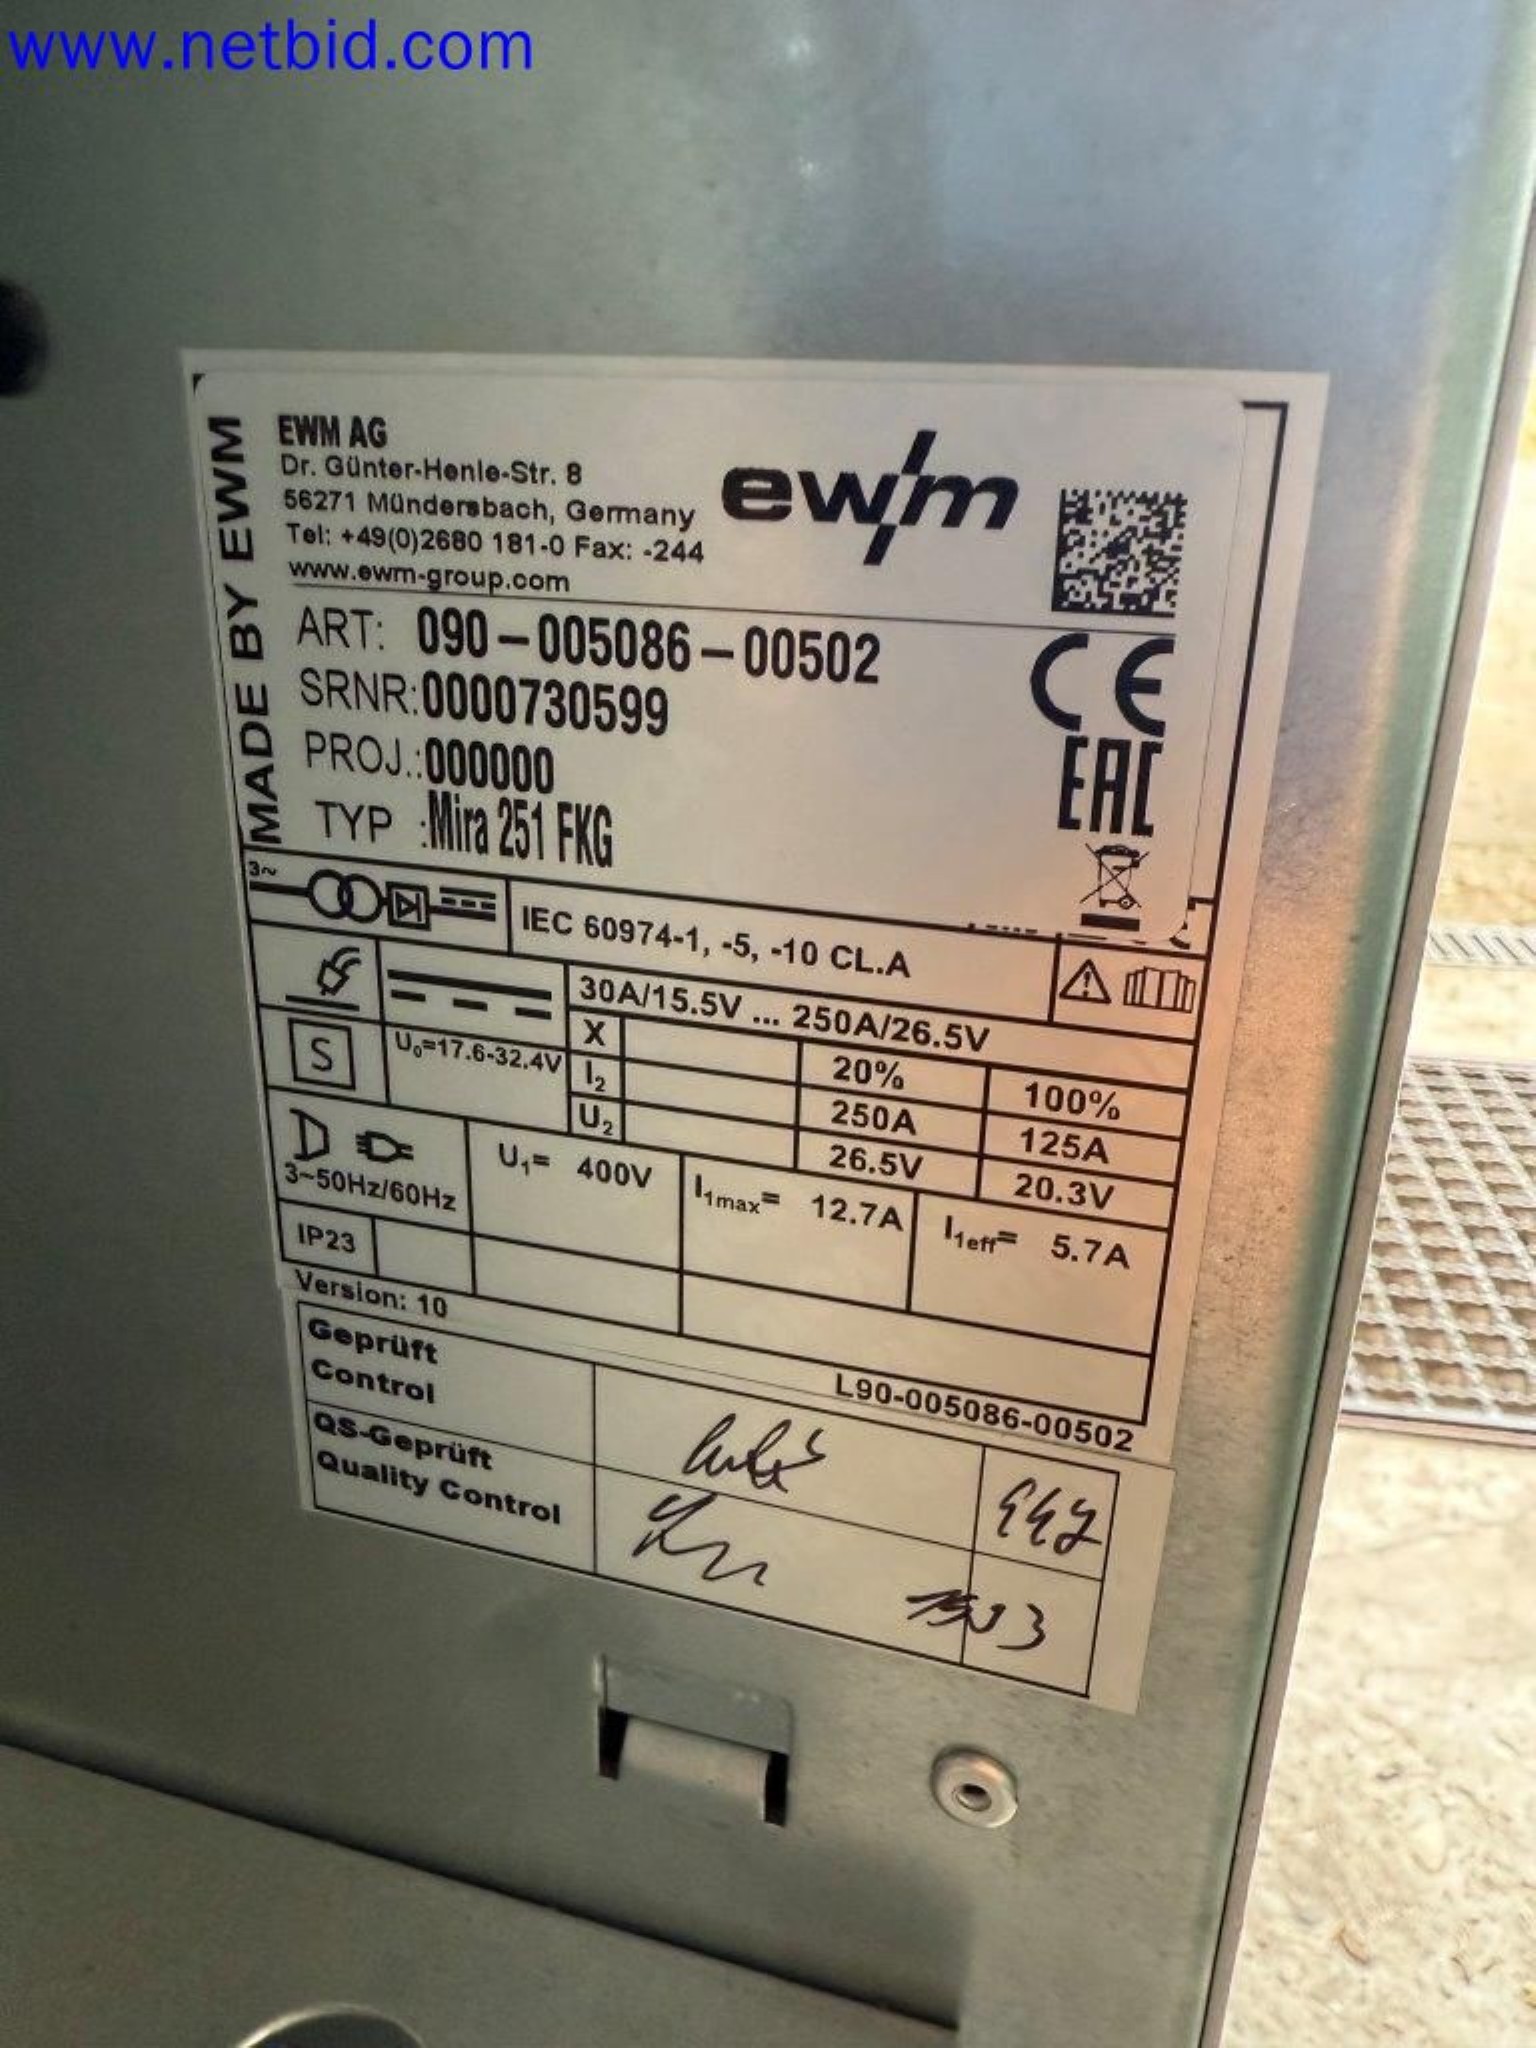 www.netbid.com
MADE BY EWM
EWM AG
Dr. Günter-Henle-Str. 8
56271 Mündersbach, Germany
Tel: +49(0)2680 181-0 Fax: -244
www.ewm-group.com
ewm
ART: 090-005086-00502
SRNR:0000730599
PROJ.:000000
TYP :Mira 251 FKG
CE
EAC
3~
IEC 60974-1, -5, -10 CL.A
30A/15.5V ... 250A/26.5V
S
U₀=17.6-32.4V
X 20% 100%
I₂ 250A 125A
U₂ 26.5V 20.3V
3~50Hz/60Hz
U₁= 400V
I₁max= 12.7A
I₁eff= 5.7A
IP23
Version: 10
L90-005086-00502
Geprüft
Control
QS-Geprüft
Quality Control